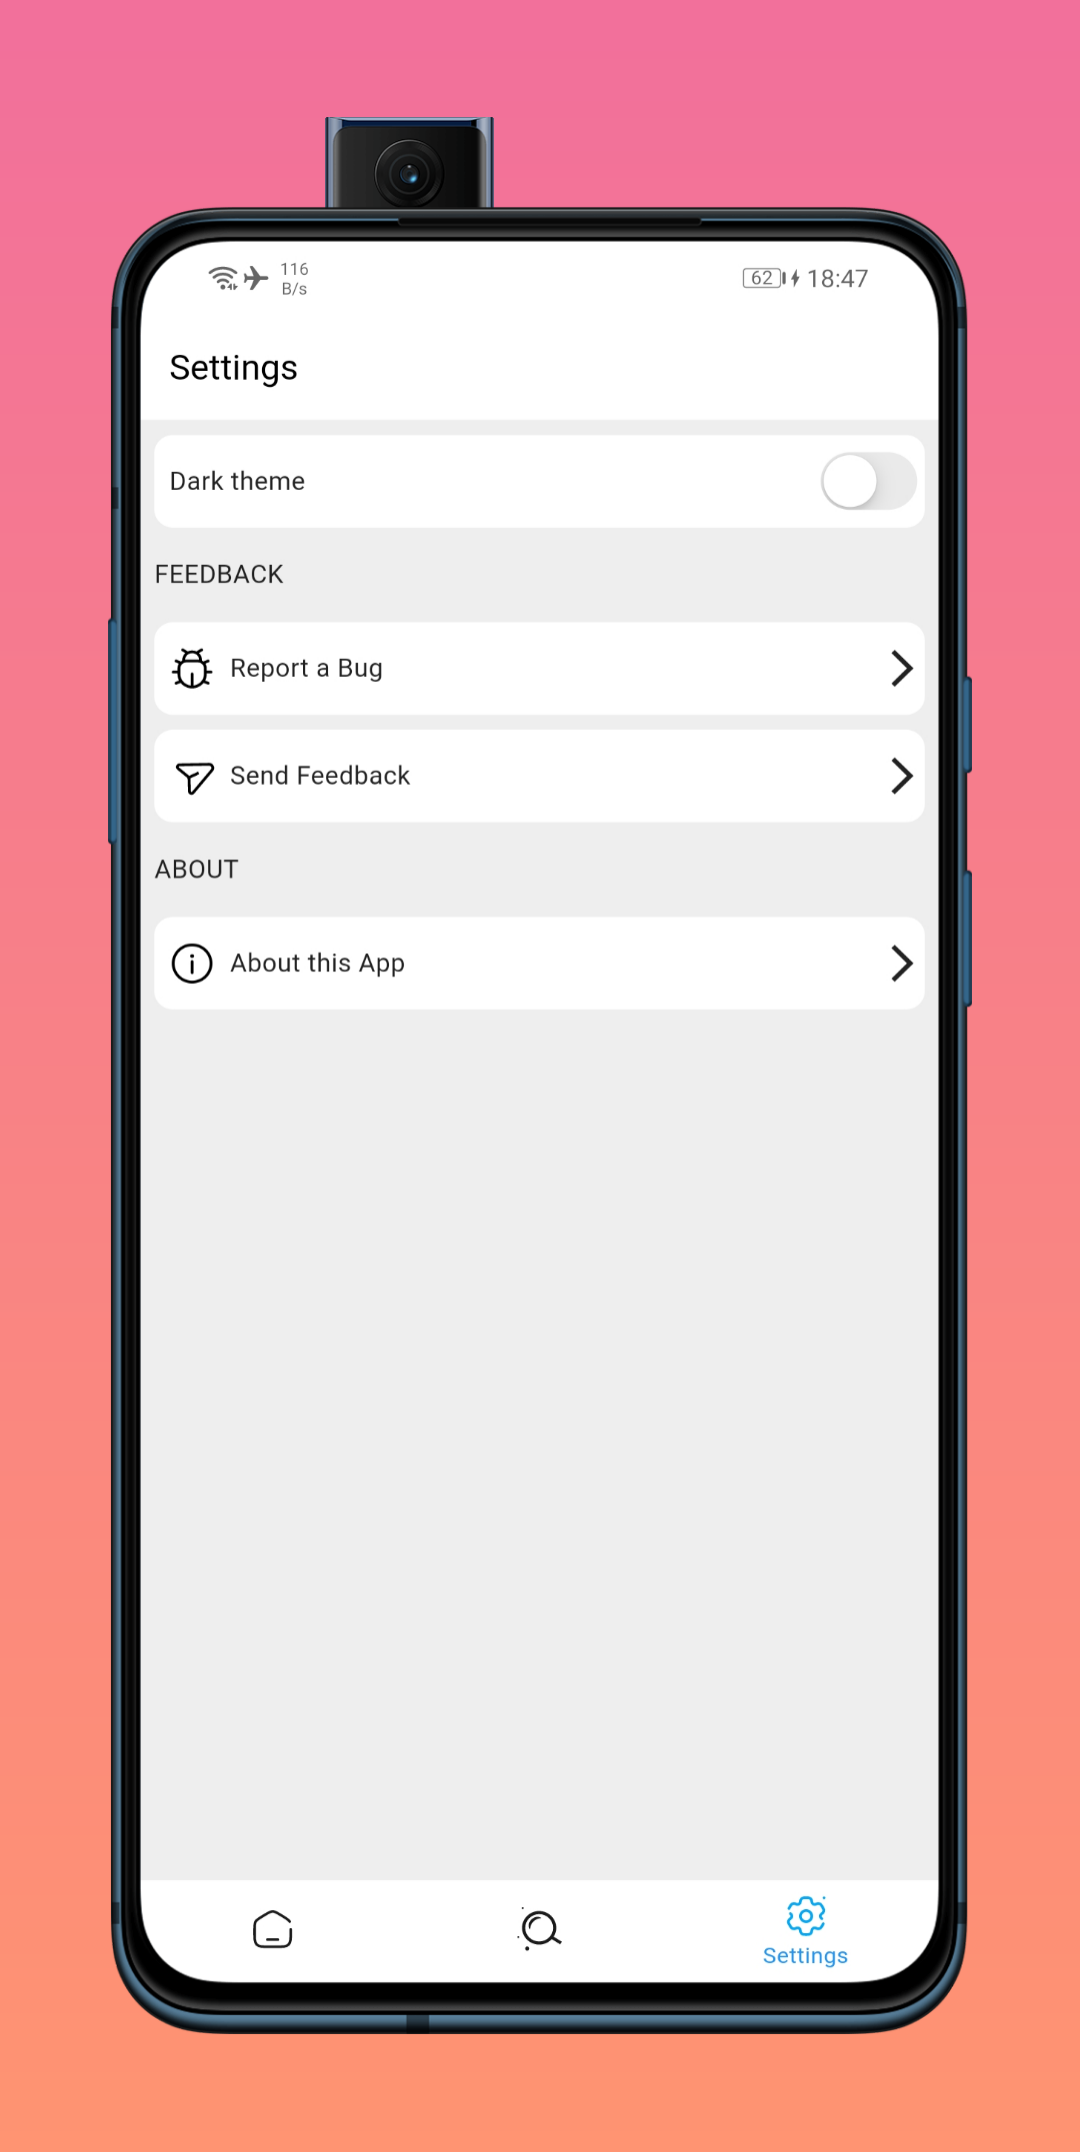 116
B/s
62 18:47
Settings
Dark theme
FEEDBACK
Report a Bug
Send Feedback
ABOUT
About this App
Settings